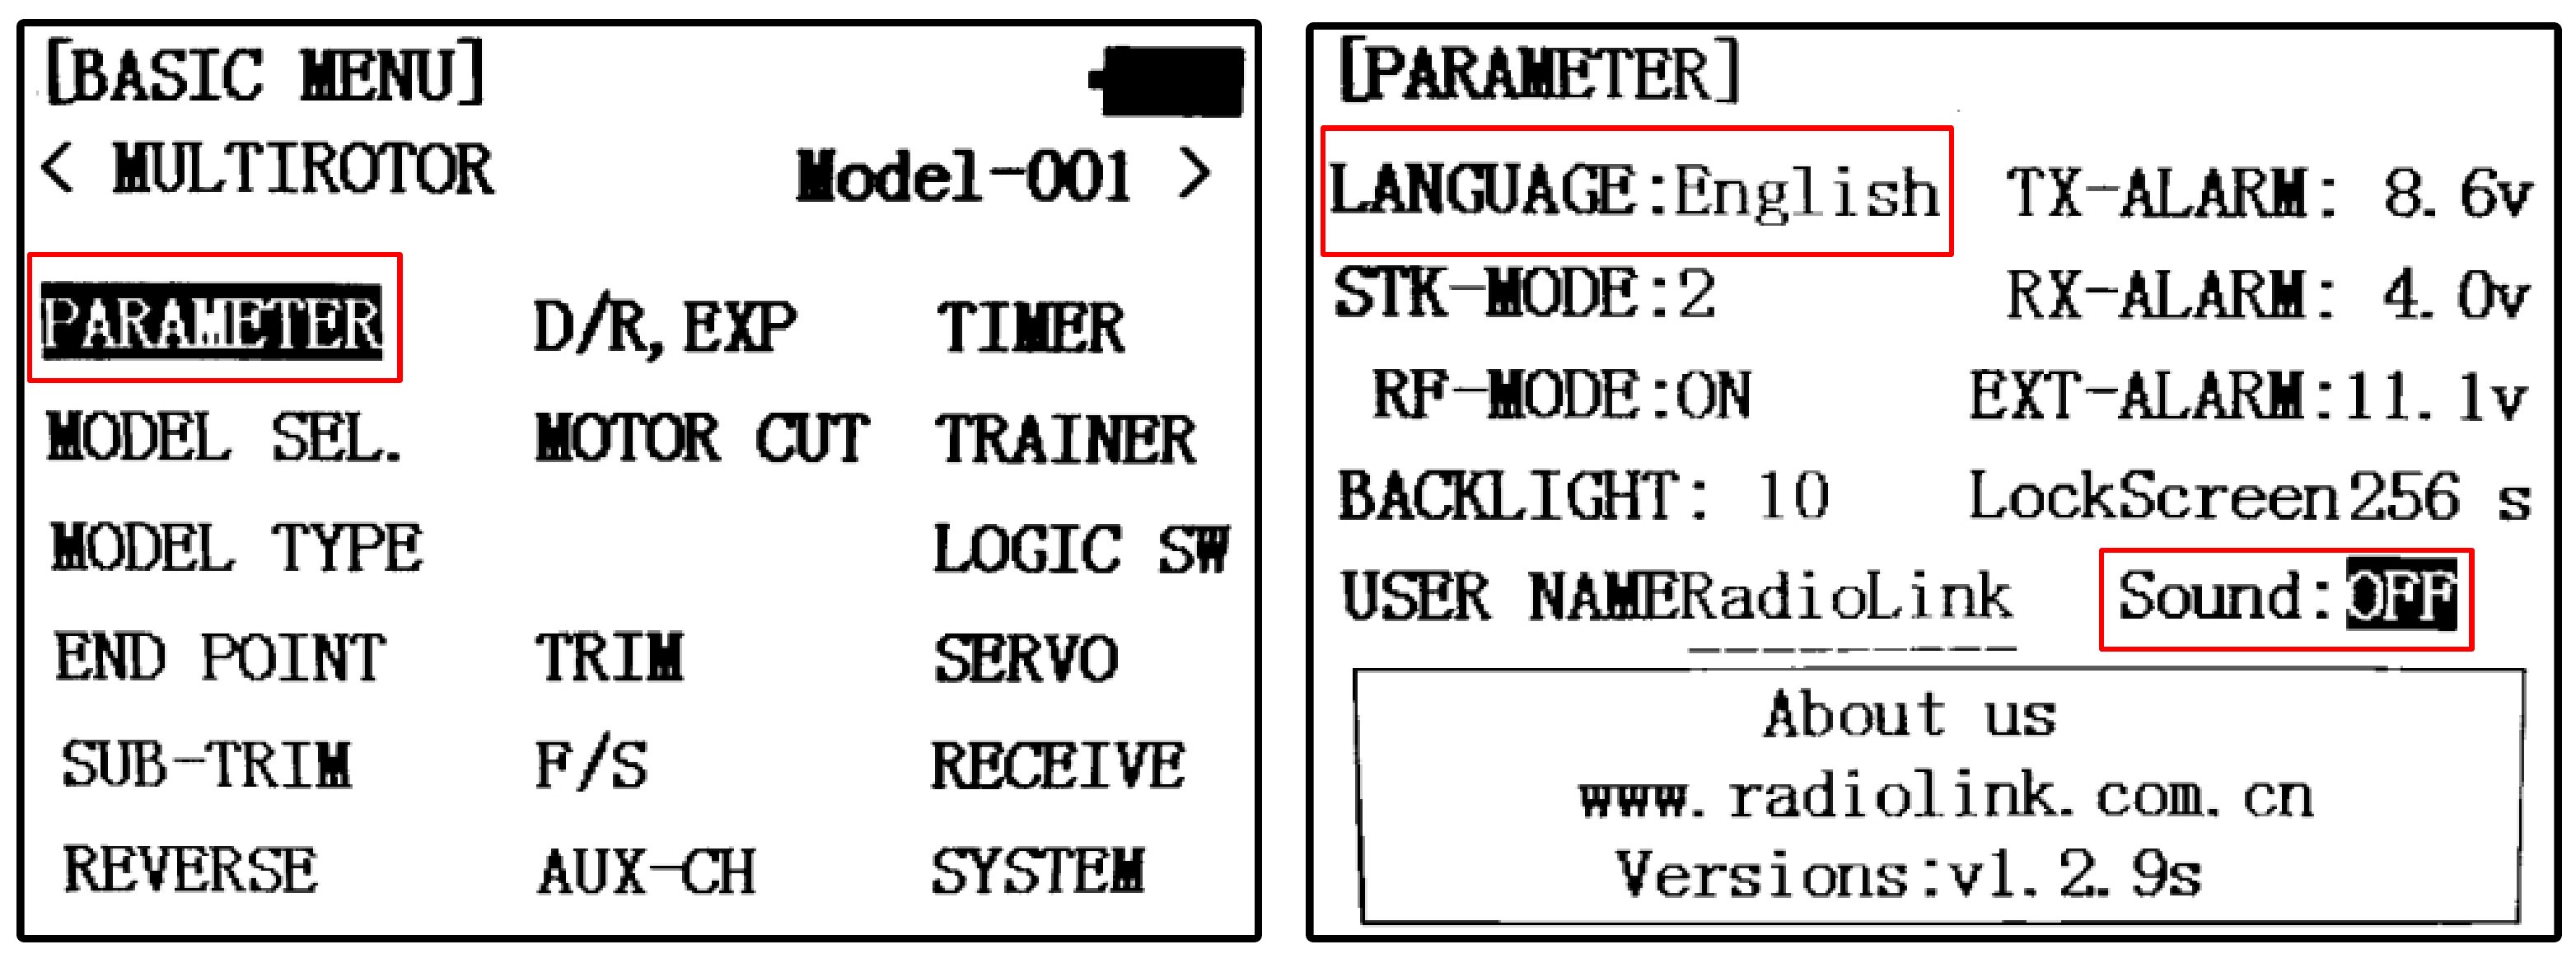 [BASIC MENU]
< MULTIROTOR Model-001 >
PARAMETER D/R,EXP TIMER
MODEL SEL. MOTOR CUT TRAINER
MODEL TYPE LOGIC SW
END POINT TRIM SERVO
SUB-TRIM F/S RECEIVE
REVERSE AUX-CH SYSTEM
[PARAMETER]
LANGUAGE:English TX-ALARM: 8.6v
STK-MODE:2 RX-ALARM: 4.0v
RF-MODE:ON EXT-ALARM:11.1v
BACKLIGHT: 10 LockScreen256 s
USER NAMERadioLink Sound:OFF
About us
www.radiolink.com.cn
Versions:v1.2.9s